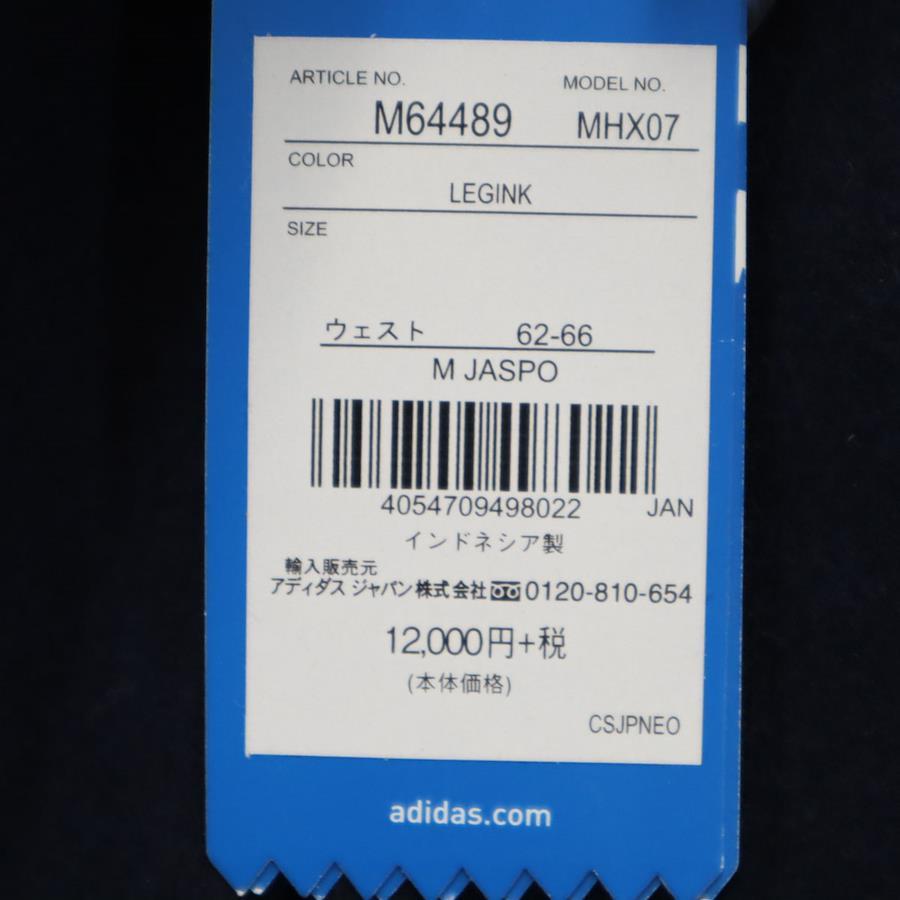 ARTICLE NO. MODEL NO.
M64489 MHX07
COLOR
LEGINK
SIZE
ウェスト 62-66
M JASPO
4054709498022 JAN
インドネシア製
輸入販売元
アディダス ジャパン株式会社 0120-810-654
12,000円+税
(本体価格)
CSJPNEO
adidas.com